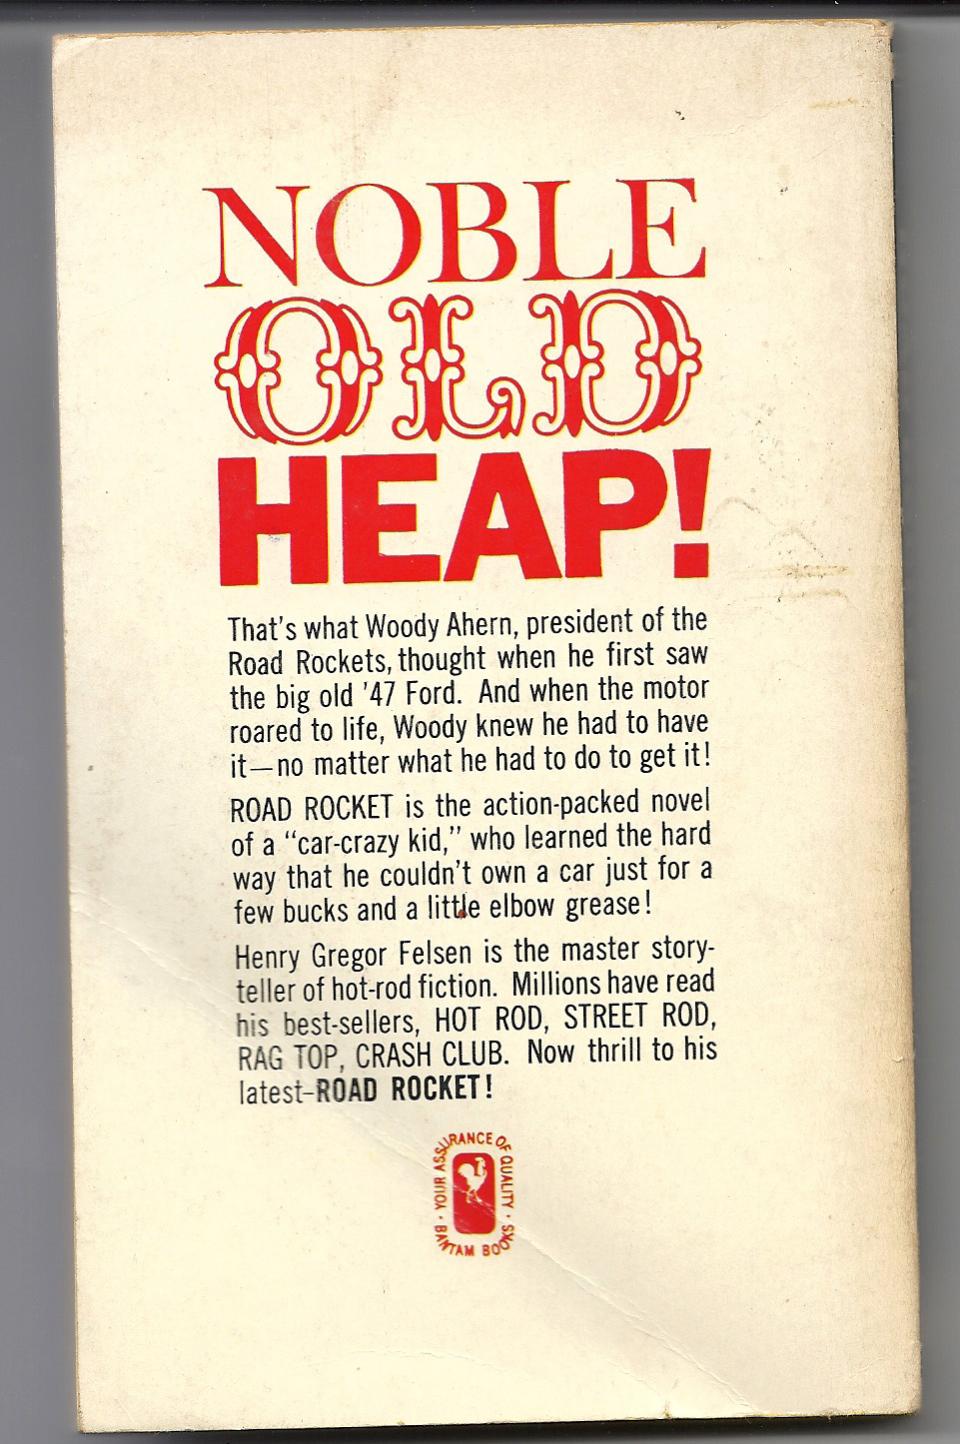 NOBLE
OLD
HEAP!
That's what Woody Ahern, president of the
Road Rockets, thought when he first saw
the big old '47 Ford. And when the motor
roared to life, Woody knew he had to have
it—no matter what he had to do to get it!
ROAD ROCKET is the action-packed novel
of a “car-crazy kid,” who learned the hard
way that he couldn't own a car just for a
few bucks and a little elbow grease!
Henry Gregor Felsen is the master story-
teller of hot-rod fiction. Millions have read
his best-sellers, HOT ROD, STREET ROD,
RAG TOP, CRASH CLUB. Now thrill to his
latest–ROAD ROCKET!
· YOUR ASSURANCE OF QUALITY ·
BANTAM BOOKS